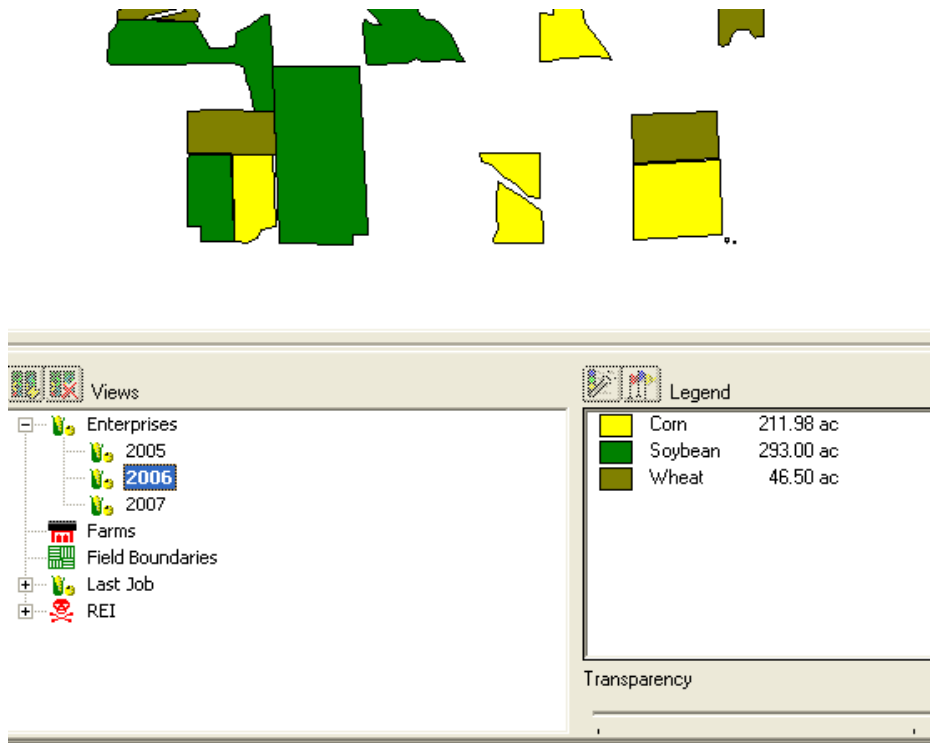 Views
Enterprises
2005
2006
2007
Farms
Field Boundaries
Last Job
REI
Legend
Corn 211.98 ac
Soybean 293.00 ac
Wheat 46.50 ac
Transparency